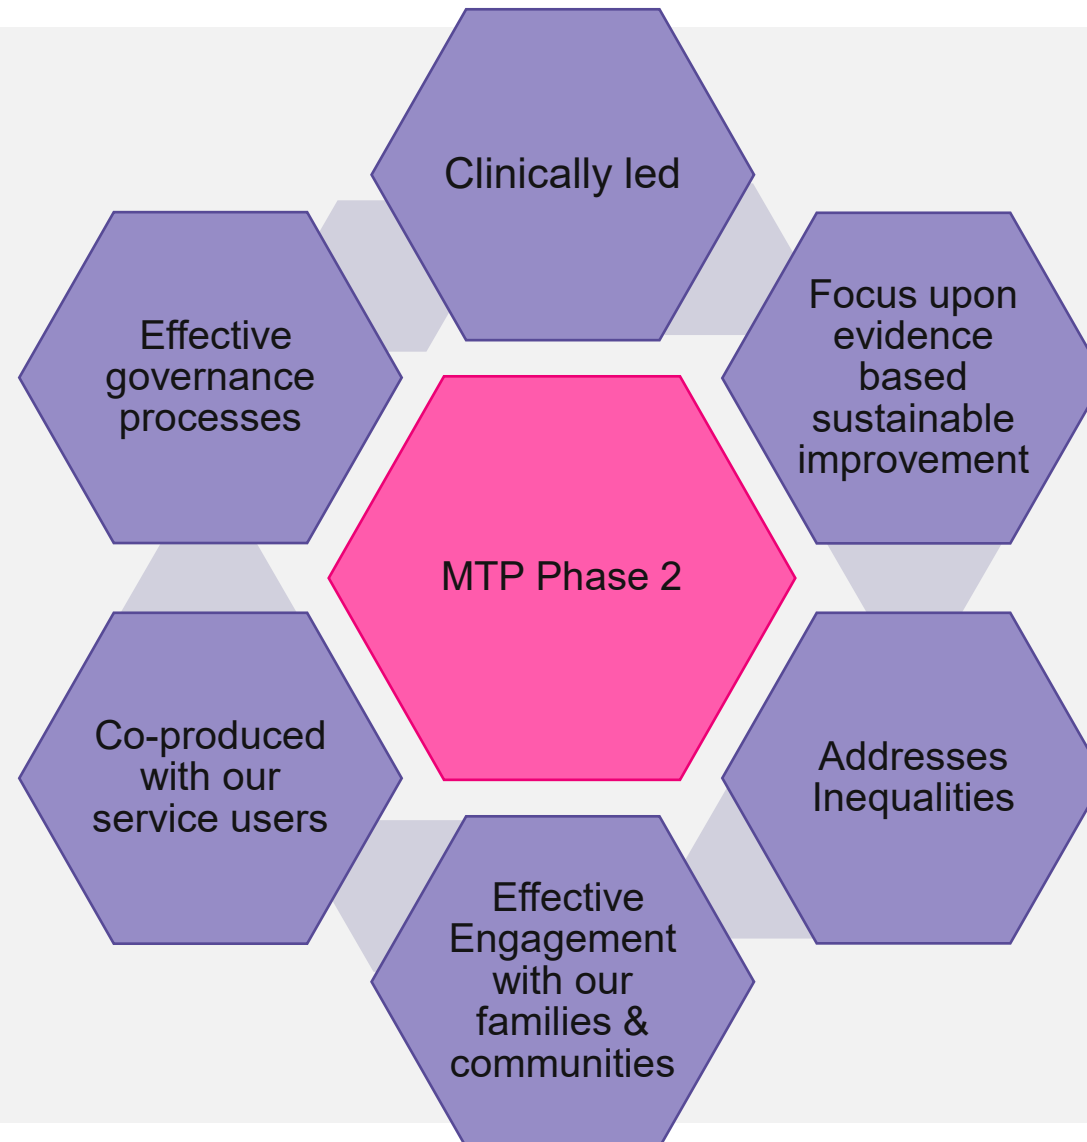 Clinically led
Focus upon
evidence
based
sustainable
improvement
Effective
governance
processes
MTP Phase 2
Addresses
Inequalities
Co-produced
with our
service users
Effective
Engagement
with our
families &
communities